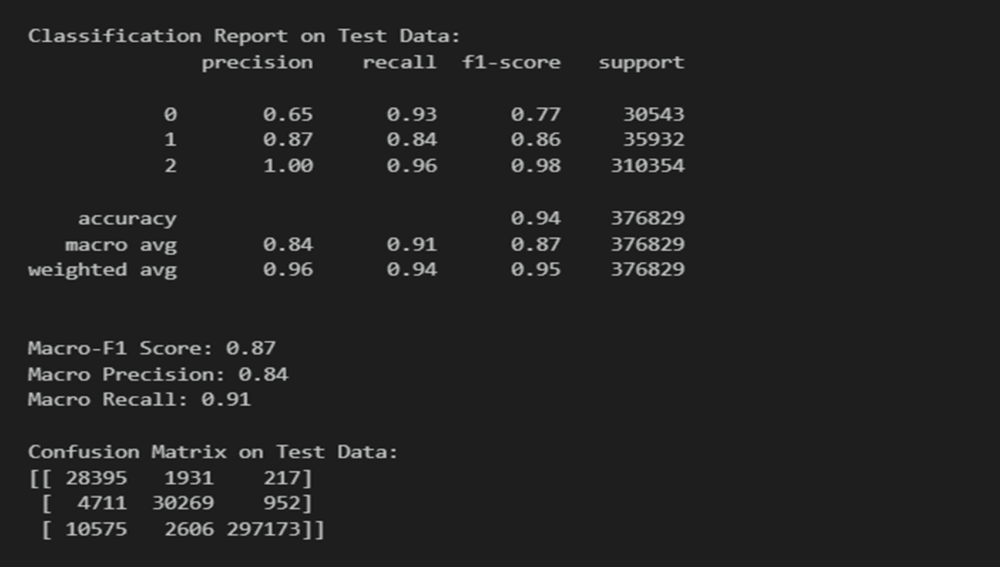 Classification Report on Test Data:
              precision    recall  f1-score   support

           0       0.65      0.93      0.77     30543
           1       0.87      0.84      0.86     35932
           2       1.00      0.96      0.98    310354

    accuracy                           0.94    376829
   macro avg       0.84      0.91      0.87    376829
weighted avg       0.96      0.94      0.95    376829

Macro-F1 Score: 0.87
Macro Precision: 0.84
Macro Recall: 0.91

Confusion Matrix on Test Data:
[[ 28395   1931    217]
 [  4711  30269    952]
 [ 10575   2606 297173]]